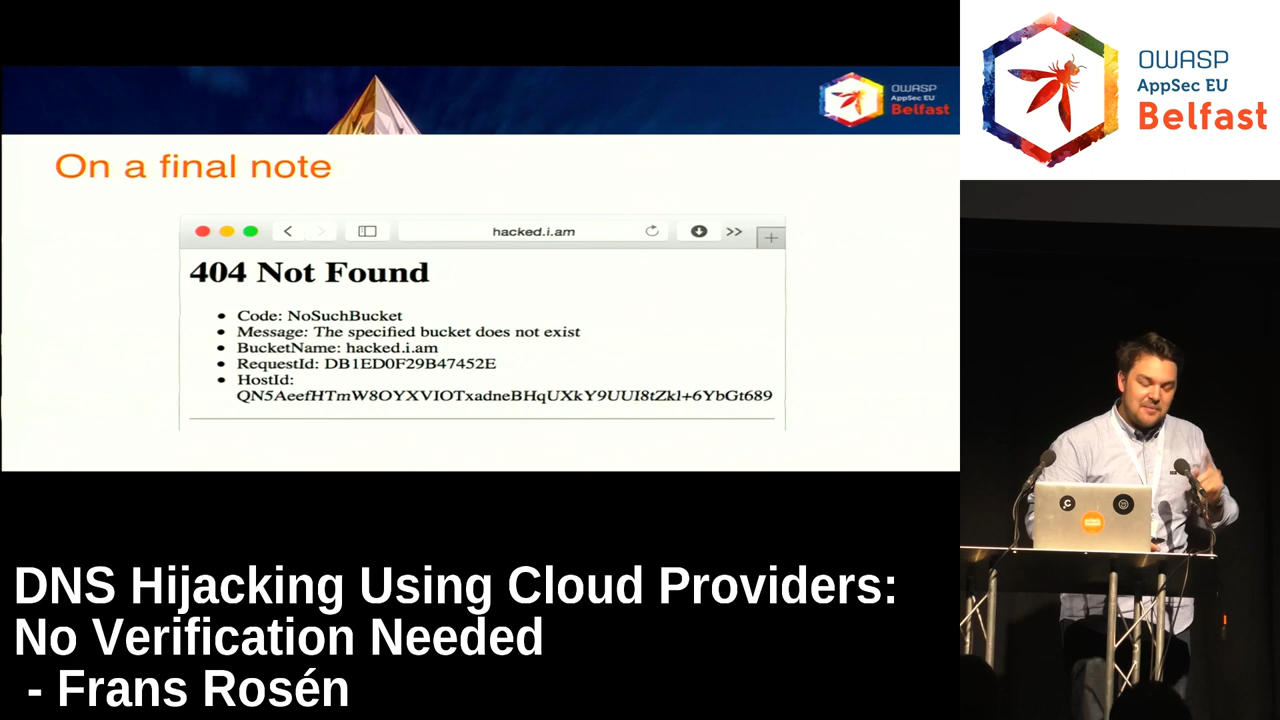 OWASP
AppSec EU
Belfast
OWASP
AppSec EU
Belfast
On a final note
hacked.i.am
404 Not Found
Code: NoSuchBucket
Message: The specified bucket does not exist
BucketName: hacked.i.am
RequestId: DB1ED0F29B47452E
HostId:
QN5AeefHTmW8OYXVIOTxadneBHqUXkY9UUI8tZkl+6YbGt689
DNS Hijacking Using Cloud Providers:
No Verification Needed
- Frans Rosén